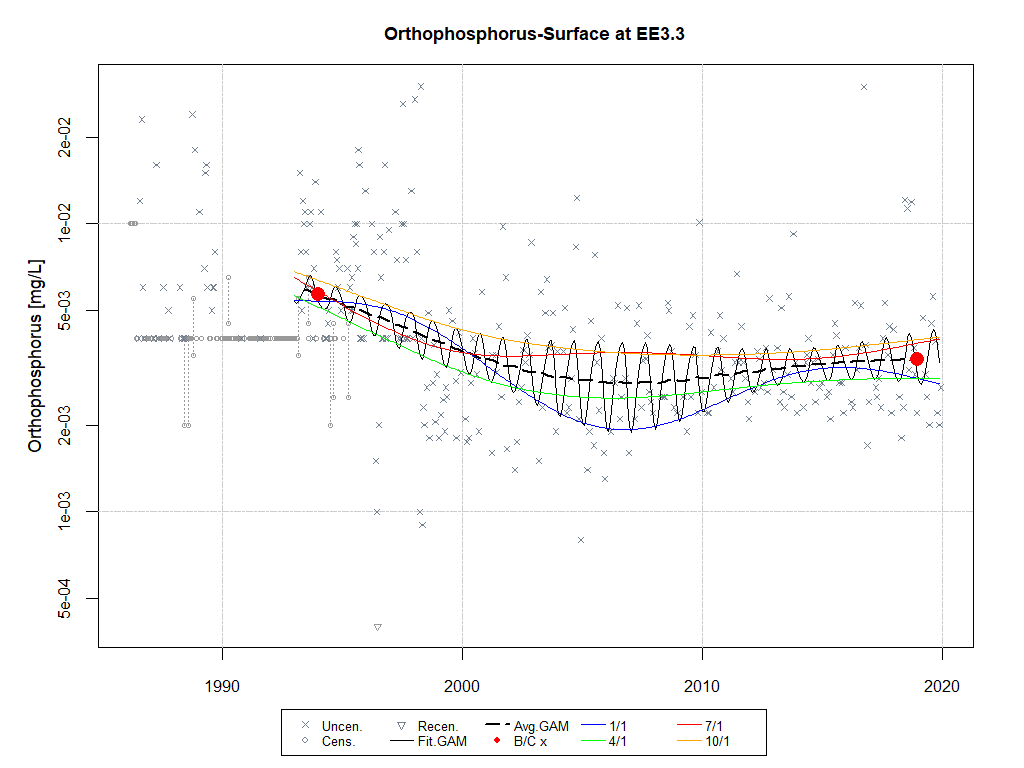 Orthophosphorus-Surface at EE3.3
Orthophosphorus [mg/L]
2e-02
1e-02
5e-03
2e-03
1e-03
5e-04
1990 2000 2010 2020
Uncen. Recen. Avg.GAM 1/1 7/1
Cens. Fit.GAM B/C x 4/1 10/1